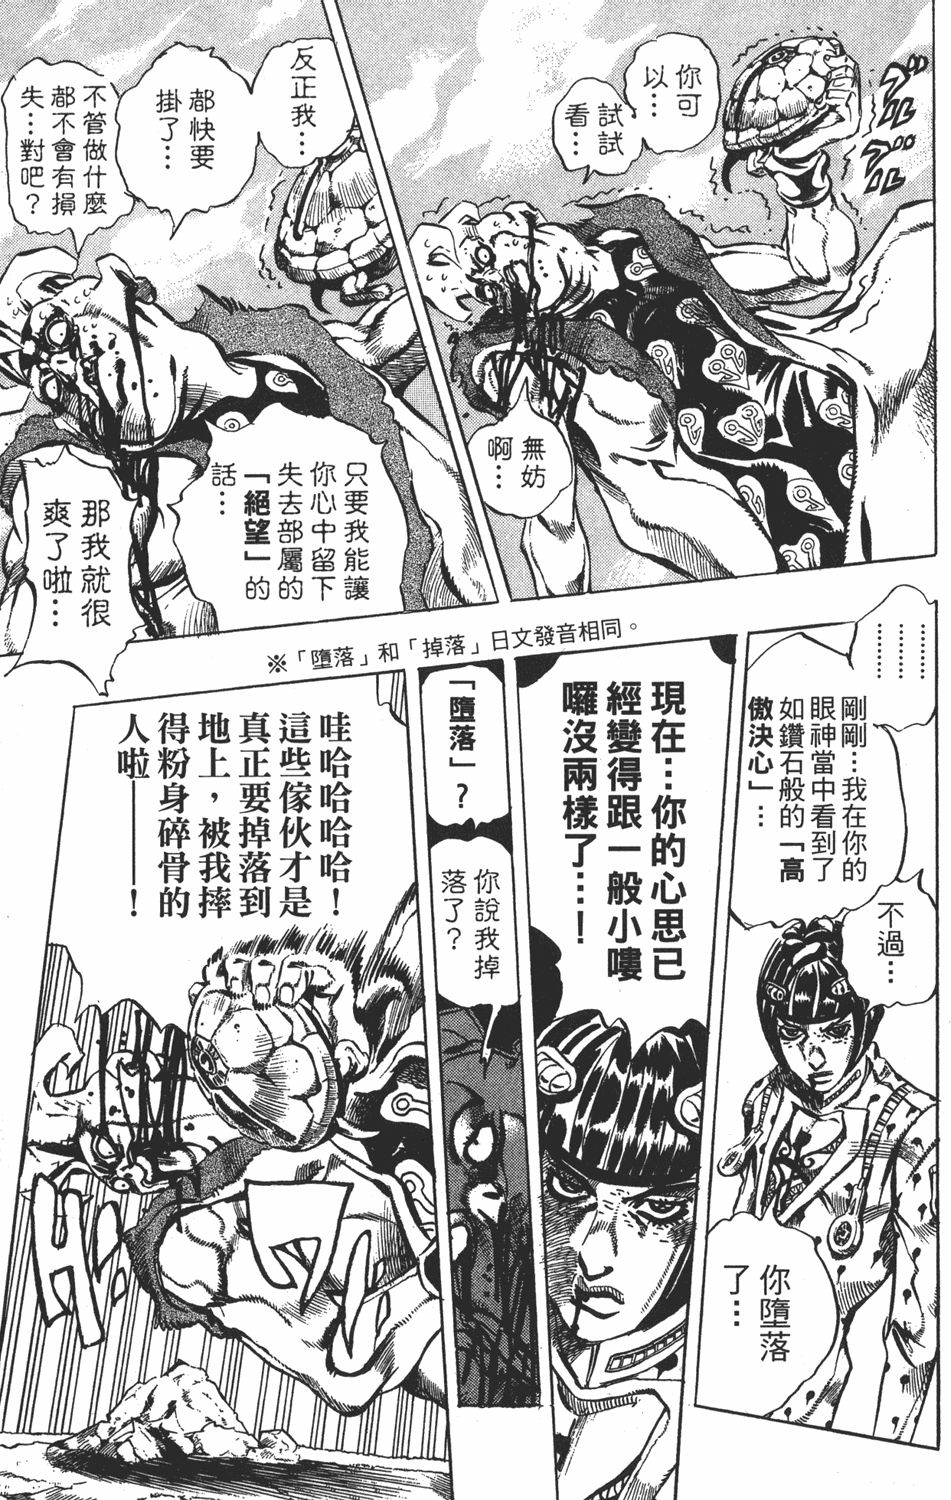 你可
以…
試試
看…
無妨
啊…
反正我…
都快要
掛了…
不管做什麼
都不會有損
失…對吧？
只要我能讓
你心中留下
失去部屬的
「絕望」的
話…
那我就很
爽了啦…
※「墮落」和「掉落」日文發音相同。
…………
…………
剛剛…我在你的
眼神當中看到了
如鑽石般的「高
傲決心」…
不過…
你墮落
了…
現在…你的心思已
經變得跟一般小嘍
囉沒兩樣了…！
「墮落」？
你說我掉
落了？
哇哈哈哈哈！
這些傢伙才是
真正要掉落到
地上，被我摔
得粉身碎骨的
人啦——！